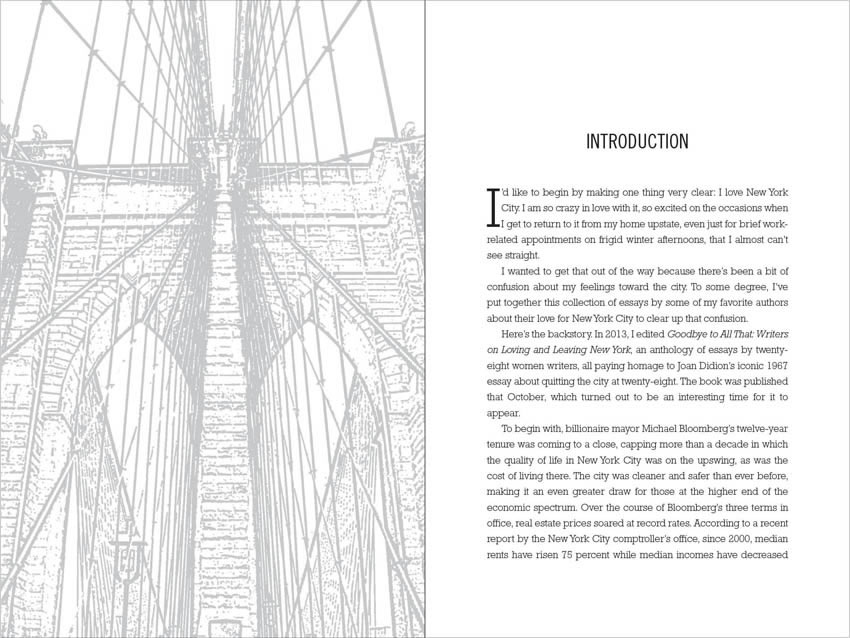 INTRODUCTION
I'd like to begin by making one thing very clear: I love New York
City. I am so crazy in love with it, so excited on the occasions when
I get to return to it from my home upstate, even just for brief work-
related appointments on frigid winter afternoons, that I almost can't
see straight.
I wanted to get that out of the way because there's been a bit of
confusion about my feelings toward the city. To some degree, I've
put together this collection of essays by some of my favorite authors
about their love for New York City to clear up that confusion.
Here's the backstory. In 2013, I edited Goodbye to All That: Writers
on Loving and Leaving New York, an anthology of essays by twenty-
eight women writers, all paying homage to Joan Didion's iconic 1967
essay about quitting the city at twenty-eight. The book was published
that October, which turned out to be an interesting time for it to
appear.
To begin with, billionaire mayor Michael Bloomberg's twelve-year
tenure was coming to a close, capping more than a decade in which
the quality of life in New York City was on the upswing, as was the
cost of living there. The city was cleaner and safer than ever before,
making it an even greater draw for those at the higher end of the
economic spectrum. Over the course of Bloomberg's three terms in
office, real estate prices soared at record rates. According to a recent
report by the New York City comptroller's office, since 2000, median
rents have risen 75 percent while median incomes have decreased